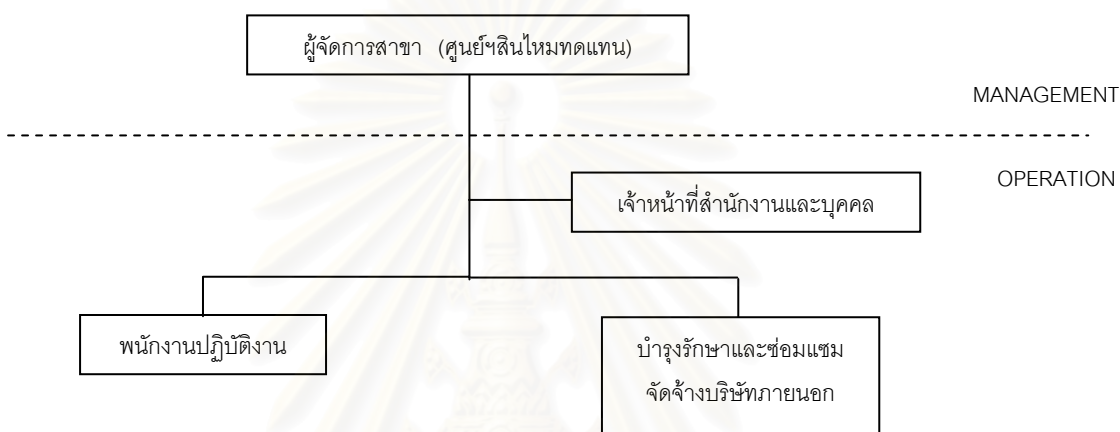 ผู้จัดการสาขา (ศูนย์ฯสินไหมทดแทน)
MANAGEMENT
OPERATION
เจ้าหน้าที่สำนักงานและบุคคล
พนักงานปฏิบัติงาน
บำรุงรักษาและซ่อมแซม
จัดจ้างบริษัทภายนอก